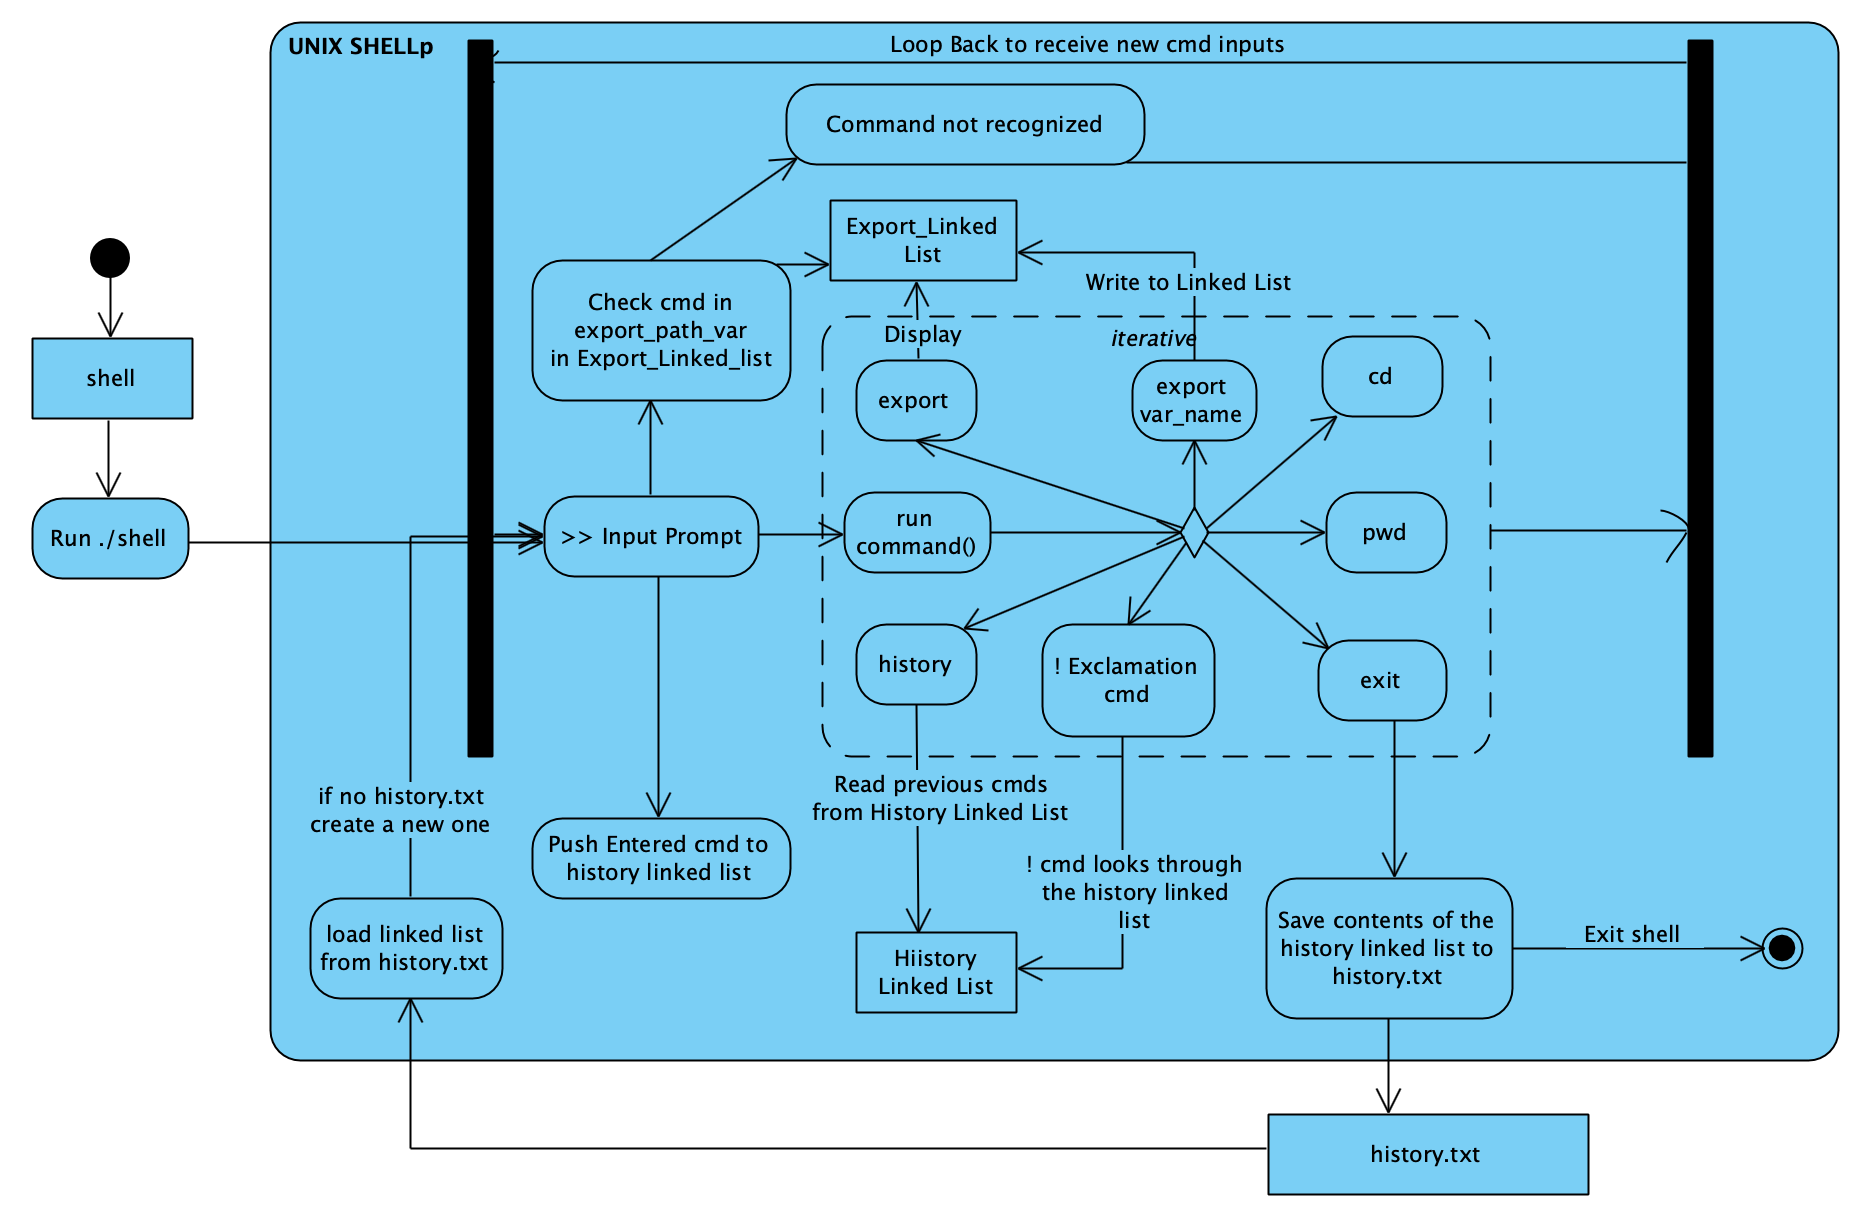 UNIX SHELLp
Loop Back to receive new cmd inputs
Command not recognized
Export_Linked
List
Check cmd in
export_path_var
in Export_Linked_list
Write to Linked List
Display
iterative
shell
export
export
var_name
cd
Run ./shell
>> Input Prompt
run
command()
pwd
history
! Exclamation
cmd
exit
if no history.txt
create a new one
Read previous cmds
from History Linked List
Push Entered cmd to
history linked list
! cmd looks through
the history linked
list
load linked list
from history.txt
Hiistory
Linked List
Save contents of the
history linked list to
history.txt
Exit shell
history.txt